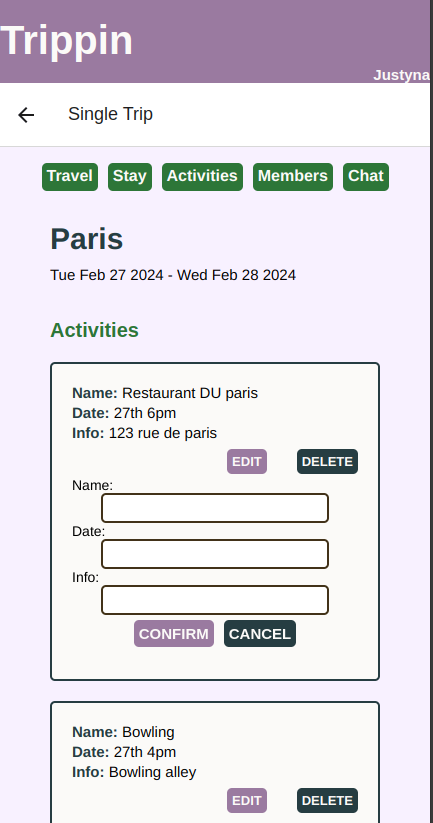 Trippin
Justyna
Single Trip
Travel Stay Activities Members Chat
Paris
Tue Feb 27 2024 - Wed Feb 28 2024
Activities
Name: Restaurant DU paris
Date: 27th 6pm
Info: 123 rue de paris
EDIT DELETE
Name:
Date:
Info:
CONFIRM CANCEL
Name: Bowling
Date: 27th 4pm
Info: Bowling alley
EDIT DELETE